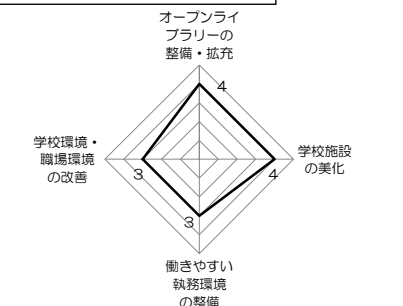 オープンライ
ブラリーの
整備・拡充
4
学校環境・
職場環境
の改善
3
4
学校施設
の美化
3
働きやすい
執務環境
の整備